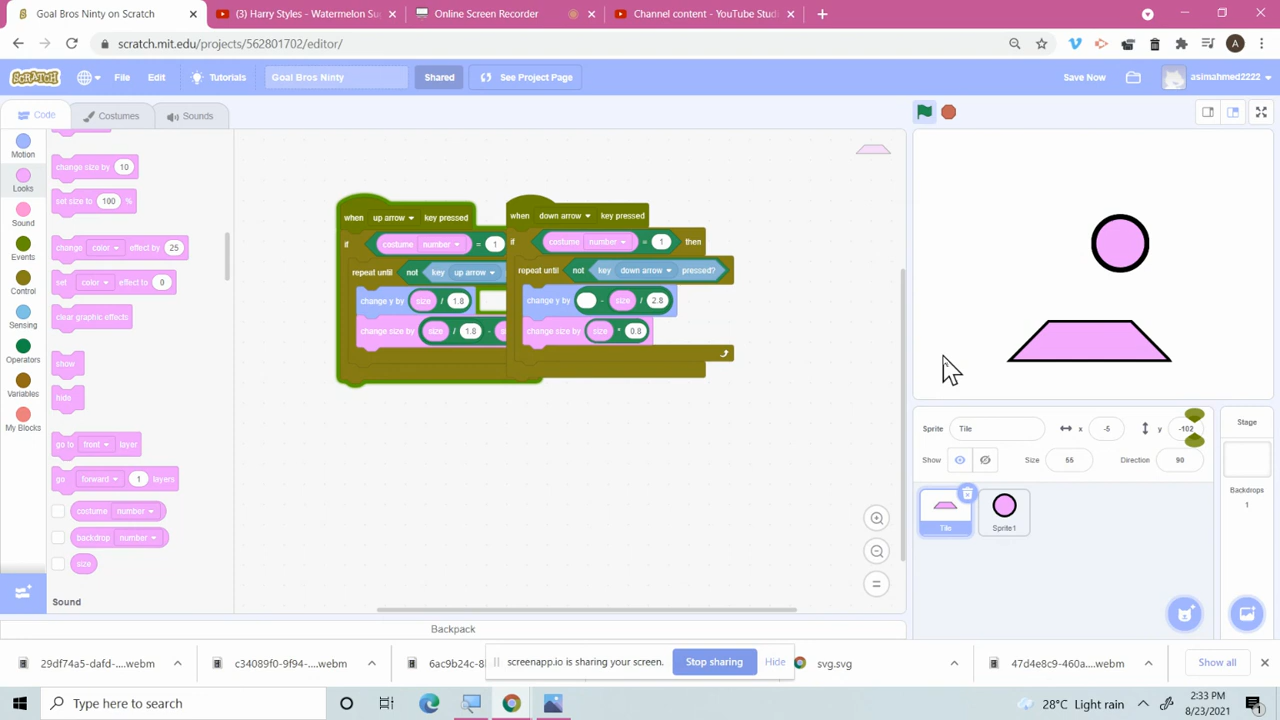 Goal Bros Ninty on Scratch
(3) Harry Styles - Watermelon Su
Online Screen Recorder
Channel content - YouTube Stud
scratch.mit.edu/projects/562801702/editor/
A
SCRATCH
File
Edit
Tutorials
Goal Bros Ninty
Shared
See Project Page
Save Now
asimahmed2222
Code
Costumes
Sounds
Motion
Looks
Sound
Events
Control
Sensing
Operators
Variables
My Blocks
change size by 10
set size to 100 %
change color effect by 25
set color effect to 0
clear graphic effects
show
hide
go to front layer
go forward 1 layers
costume number
backdrop number
size
Sound
when up arrow key pressed
if costume number = 1
repeat until not key up arrow
change y by size / 1.8
change size by size / 1.8 -
when down arrow key pressed
if costume number = 1 then
repeat until not key down arrow pressed?
change y by - size / 2.8
change size by size * 0.8
Sprite Tile x -5 y -102
Show Size 55 Direction 90
Tile
Sprite1
Stage
Backdrops
1
Backpack
29df74a5-dafd-....webm
c34089f0-9f94-....webm
6ac9b24c-8
screenapp.io is sharing your screen.
Stop sharing
Hide
svg.svg
47d4e8c9-460a....webm
Show all
Type here to search
28°C Light rain
2:33 PM
8/23/2021
1